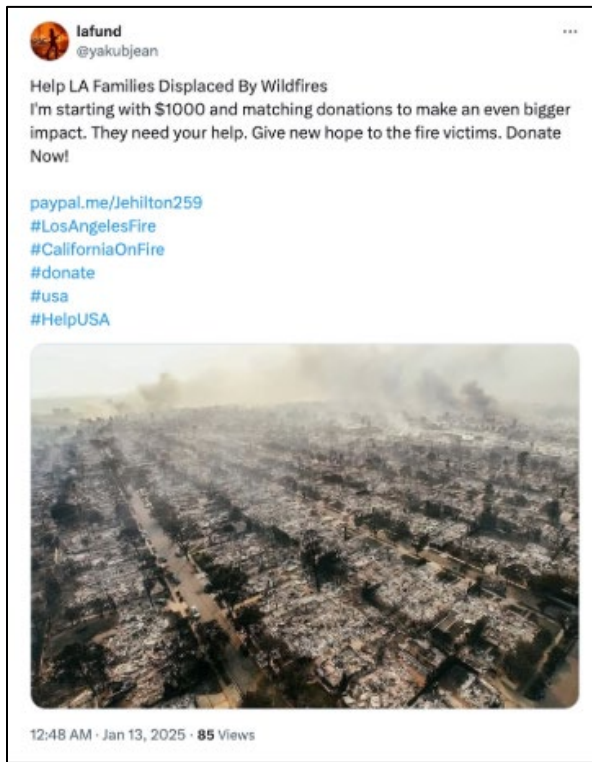 lafund
@yakubjean
Help LA Families Displaced By Wildfires
I'm starting with $1000 and matching donations to make an even bigger
impact. They need your help. Give new hope to the fire victims. Donate
Now!
paypal.me/Jehilton259
#LosAngelesFire
#CaliforniaOnFire
#donate
#usa
#HelpUSA
12:48 AM · Jan 13, 2025 · 85 Views